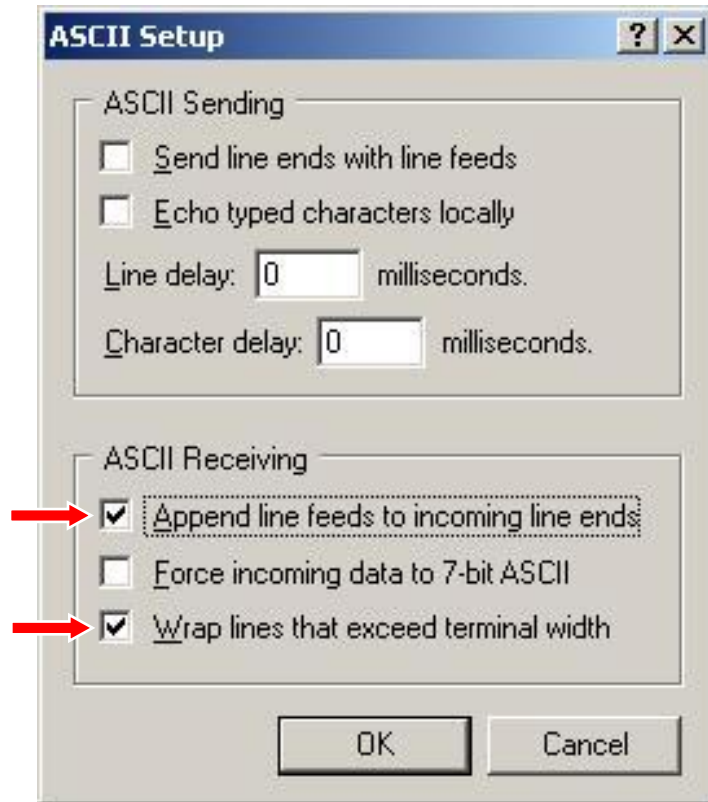 ASCII Setup
ASCII Sending
Send line ends with line feeds
Echo typed characters locally
Line delay: 0 milliseconds.
Character delay: 0 milliseconds.
ASCII Receiving
Append line feeds to incoming line ends
Force incoming data to 7-bit ASCII
Wrap lines that exceed terminal width
OK Cancel